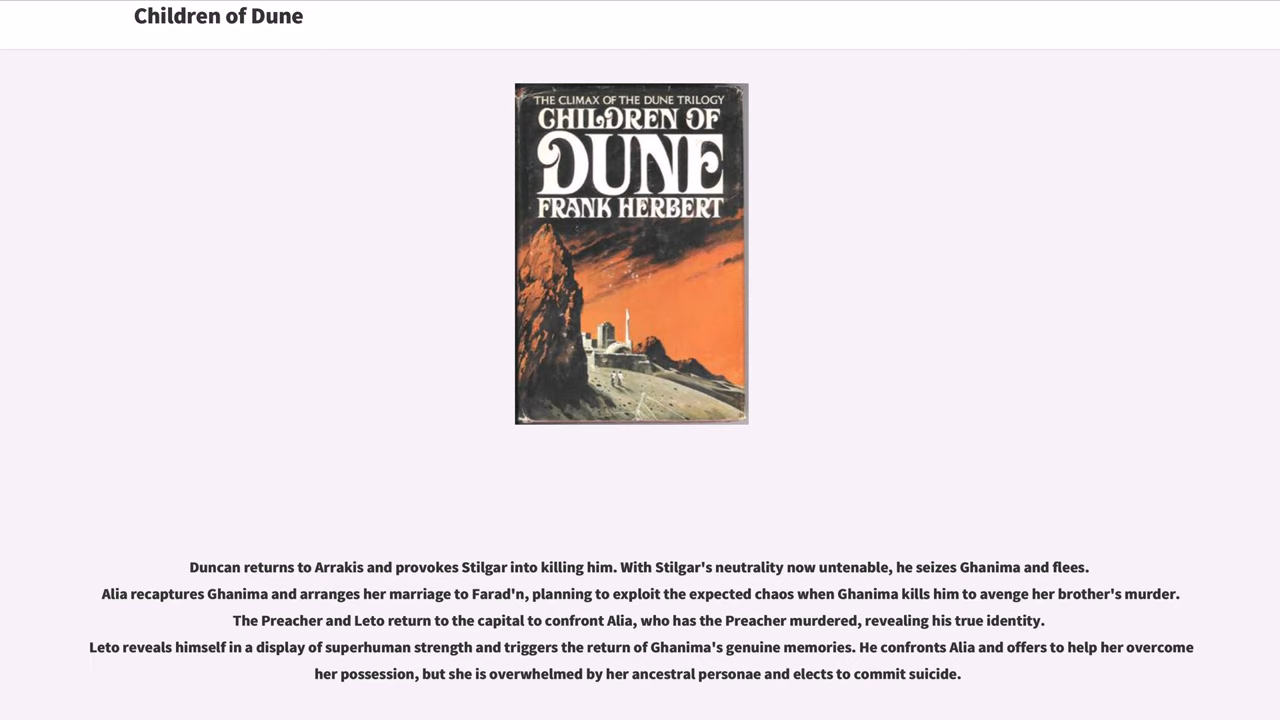 Children of Dune
THE CLIMAX OF THE DUNE TRILOGY
CHILDREN OF
DUNE
FRANK HERBERT
Duncan returns to Arrakis and provokes Stilgar into killing him. With Stilgar's neutrality now untenable, he seizes Ghanima and flees.
Alia recaptures Ghanima and arranges her marriage to Farad'n, planning to exploit the expected chaos when Ghanima kills him to avenge her brother's murder.
The Preacher and Leto return to the capital to confront Alia, who has the Preacher murdered, revealing his true identity.
Leto reveals himself in a display of superhuman strength and triggers the return of Ghanima's genuine memories. He confronts Alia and offers to help her overcome
her possession, but she is overwhelmed by her ancestral personae and elects to commit suicide.